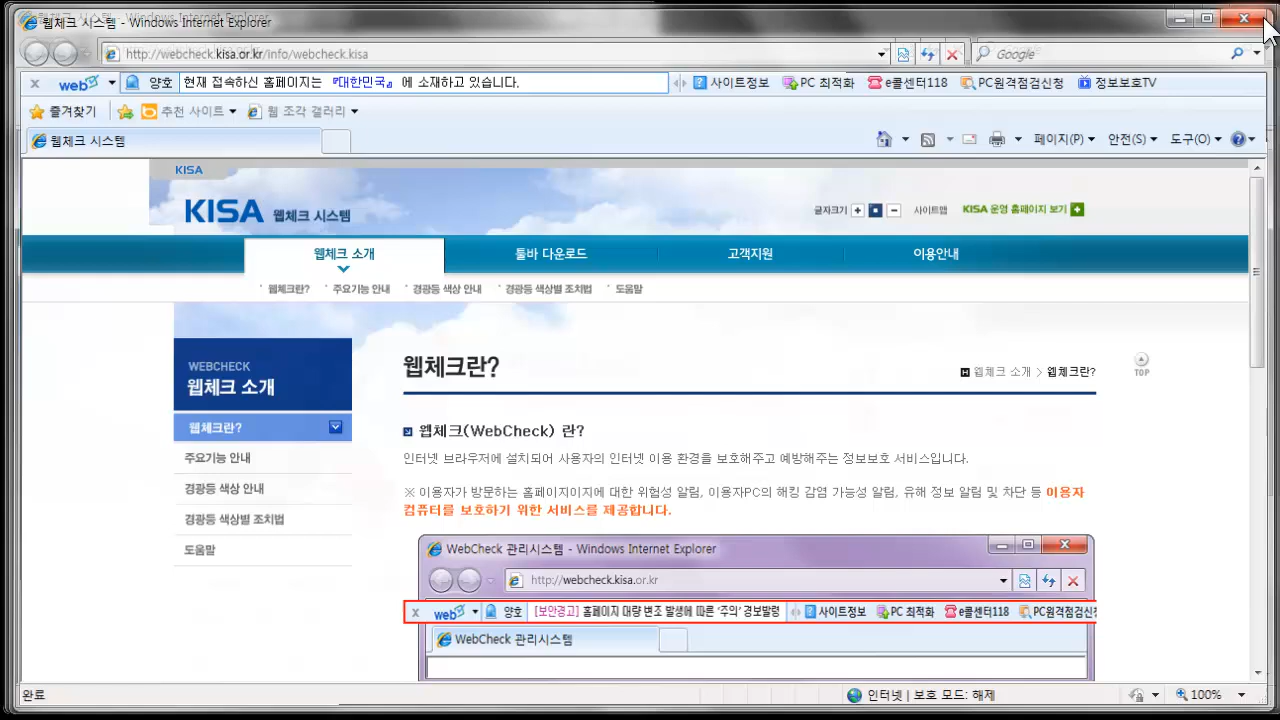 웹체크 시스템 - Windows Internet Explorer
http://webcheck.kisa.or.kr/info/webcheck.kisa
Google
x web 양호 현재 접속하신 홈페이지는 『대한민국』 에 소재하고 있습니다. 사이트정보 PC 최적화 e콜센터118 PC원격점검신청 정보보호TV
즐겨찾기 추천 사이트 웹 조각 갤러리
웹체크 시스템 페이지(P) 안전(S) 도구(O)
KISA
KISA 웹체크 시스템 글자크기 사이트맵 KISA 운영 홈페이지 보기
웹체크 소개 툴바 다운로드 고객지원 이용안내
웹체크란? 주요기능 안내 경광등 색상 안내 경광등 색상별 조치법 도움말
WEBCHECK
웹체크 소개
웹체크란?
주요기능 안내
경광등 색상 안내
경광등 색상별 조치법
도움말
웹체크란?
H 웹체크 소개 > 웹체크란?
TOP
웹체크(WebCheck) 란?
인터넷 브라우저에 설치되어 사용자의 인터넷 이용 환경을 보호해주고 예방해주는 정보보호 서비스입니다.
※ 이용자가 방문하는 홈페이지이지에 대한 위험성 알림, 이용자PC의 해킹 감염 가능성 알림, 유해 정보 알림 및 차단 등 이용자
컴퓨터를 보호하기 위한 서비스를 제공합니다.
WebCheck 관리시스템 - Windows Internet Explorer
http://webcheck.kisa.or.kr
x web 양호 [보안경고] 홈페이지 대량 변조 발생에 따른 '주의' 경보발령 사이트정보 PC 최적화 e콜센터118 PC원격점검신
WebCheck 관리시스템
완료 인터넷 | 보호 모드: 해제 100%